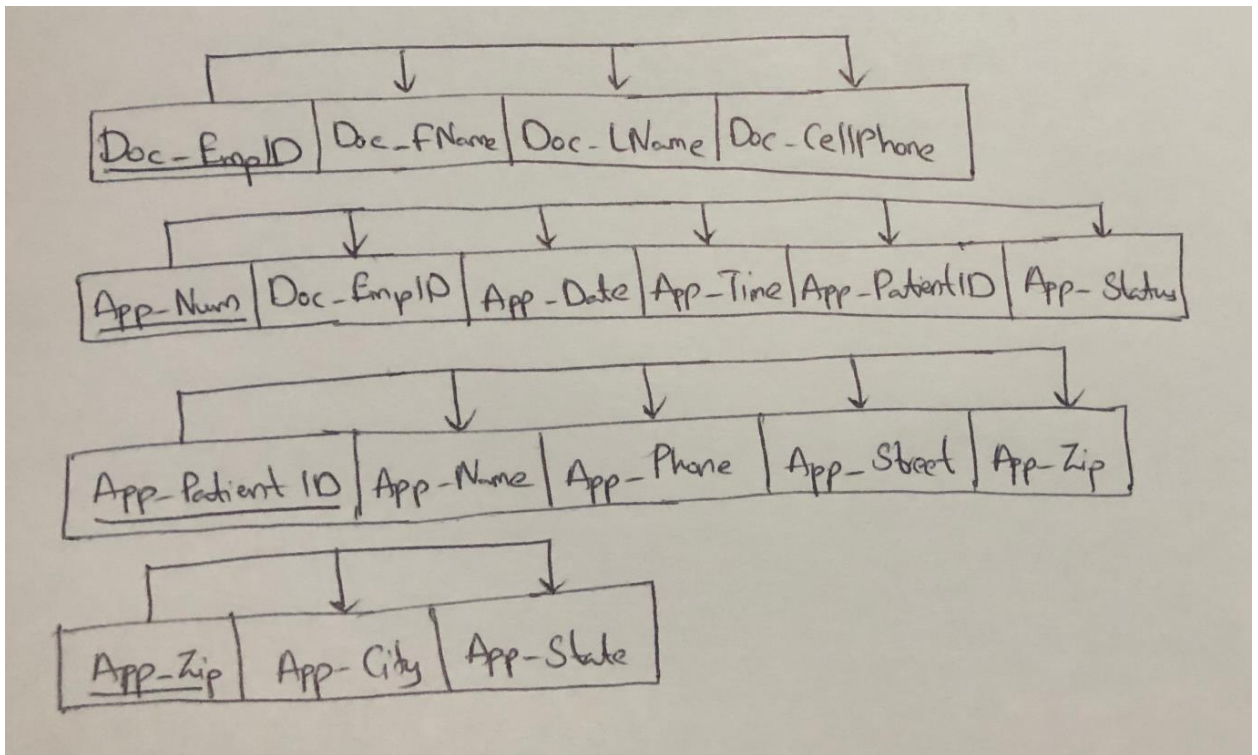 Doc_EmpID Doc_FName Doc_LName Doc_CellPhone
App_Num Doc_EmpID App_Date App_Time App_PatientID App_Status
App_Patient ID App_Name App_Phone App_Street App_Zip
App_Zip App_City App_State